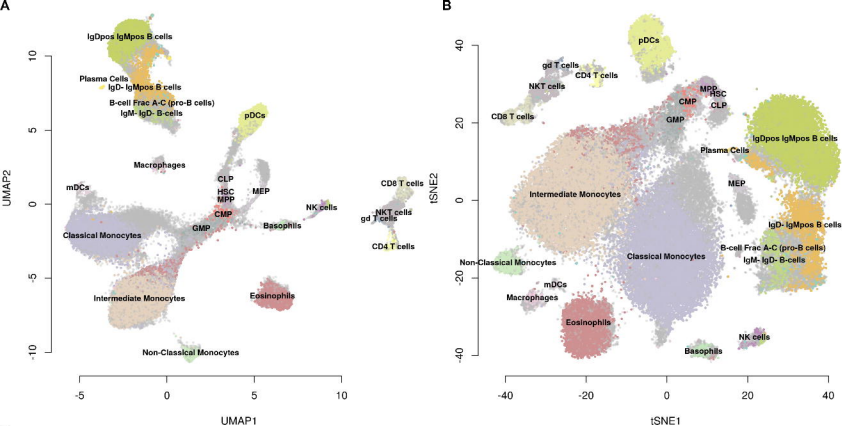 A
IgDpos IgMpos B cells
Plasma Cells
IgD- IgMpos B cells
B-cell Frac A-C (pro-B cells)
IgM- IgD- B-cells
pDCs
Macrophages
mDCs
CLP
HSC
MPP
MEP
CMP
GMP
Classical Monocytes
Intermediate Monocytes
Non-Classical Monocytes
Eosinophils
Basophils
NK cells
CD8 T cells
NKT cells
gd T cells
CD4 T cells
UMAP2
10
5
0
-5
-10
-5
0
5
10
UMAP1
B
pDCs
gd T cells
CD4 T cells
NKT cells
CD8 T cells
MPP
HSC
CMP
CLP
GMP
IgDpos IgMpos B cells
Plasma Cells
MEP
Intermediate Monocytes
IgD- IgMpos B cells
B-cell Frac A-C (pro-B cells)
IgM- IgD- B-cells
Classical Monocytes
Non-Classical Monocytes
mDCs
Macrophages
Eosinophils
NK cells
Basophils
tSNE2
40
20
0
-20
-40
-40
-20
0
20
40
tSNE1